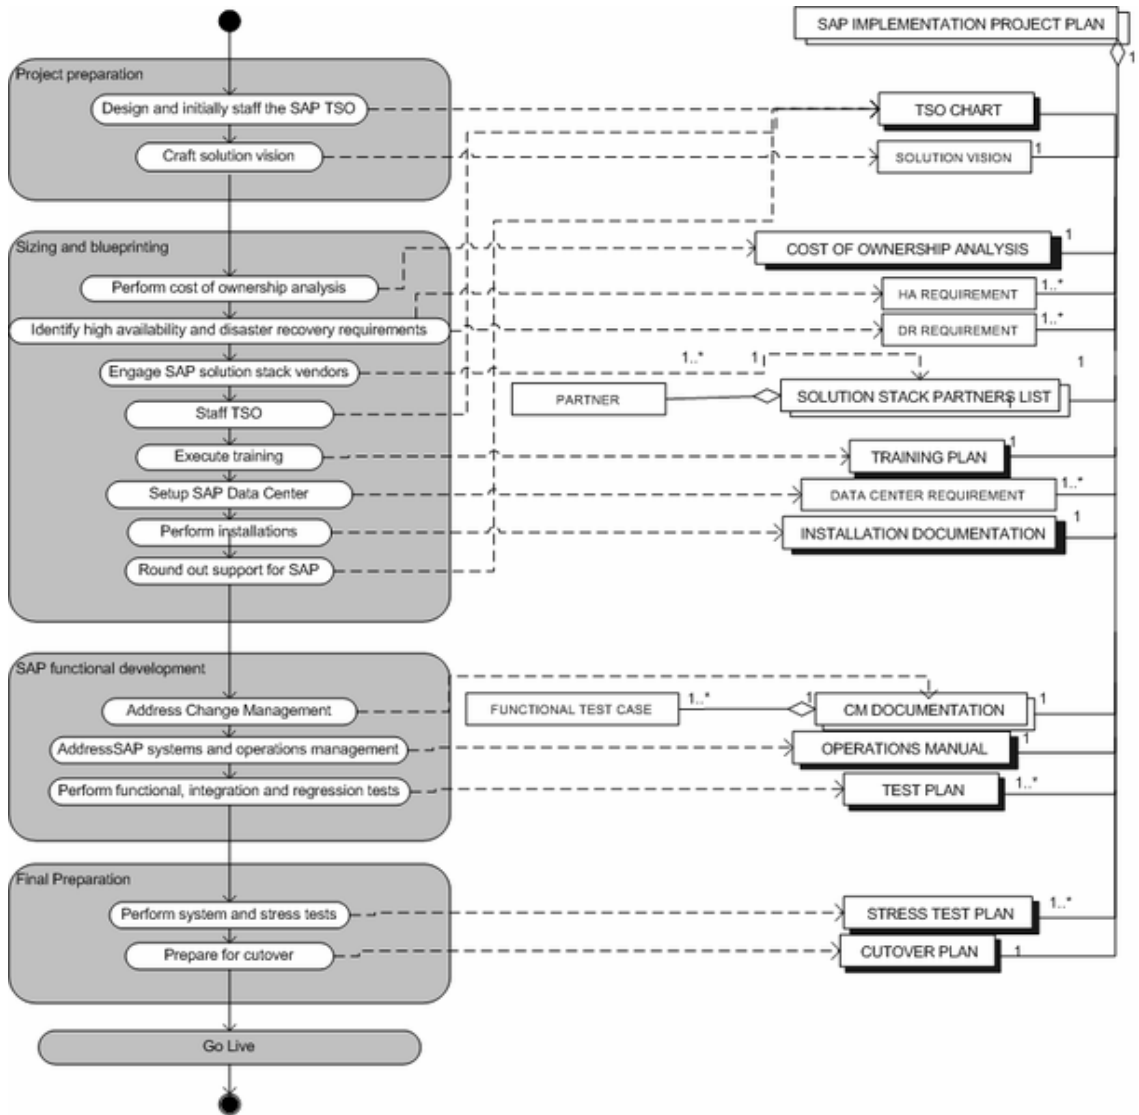 SAP IMPLEMENTATION PROJECT PLAN
1
Project preparation
Design and initially staff the SAP TSO
TSO CHART
Craft solution vision
SOLUTION VISION
1
Sizing and blueprinting
COST OF OWNERSHIP ANALYSIS
1
Perform cost of ownership analysis
HA REQUIREMENT
1..*
Identify high availability and disaster recovery requirements
DR REQUIREMENT
1..*
Engage SAP solution stack vendors
1..*
1
1
PARTNER
SOLUTION STACK PARTNERS LIST
1
Staff TSO
Execute training
TRAINING PLAN
1
Setup SAP Data Center
DATA CENTER REQUIREMENT
1..*
Perform installations
INSTALLATION DOCUMENTATION
1
Round out support for SAP
SAP functional development
Address Change Management
FUNCTIONAL TEST CASE
1..*
1
CM DOCUMENTATION
1
AddressSAP systems and operations management
OPERATIONS MANUAL
1
Perform functional, integration and regression tests
TEST PLAN
1..*
Final Preparation
Perform system and stress tests
STRESS TEST PLAN
1..*
Prepare for cutover
CUTOVER PLAN
1
Go Live